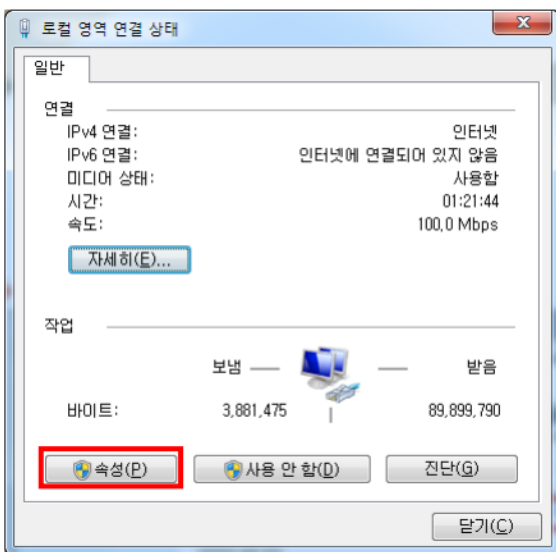 로컬 영역 연결 상태
일반
연결
IPv4 연결: 인터넷
IPv6 연결: 인터넷에 연결되어 있지 않음
미디어 상태: 사용함
시간: 01:21:44
속도: 100,0 Mbps
자세히(E)...
작업
보냄 받음
바이트: 3,881,475 89,899,790
속성(P) 사용 안 함(D) 진단(G)
닫기(C)